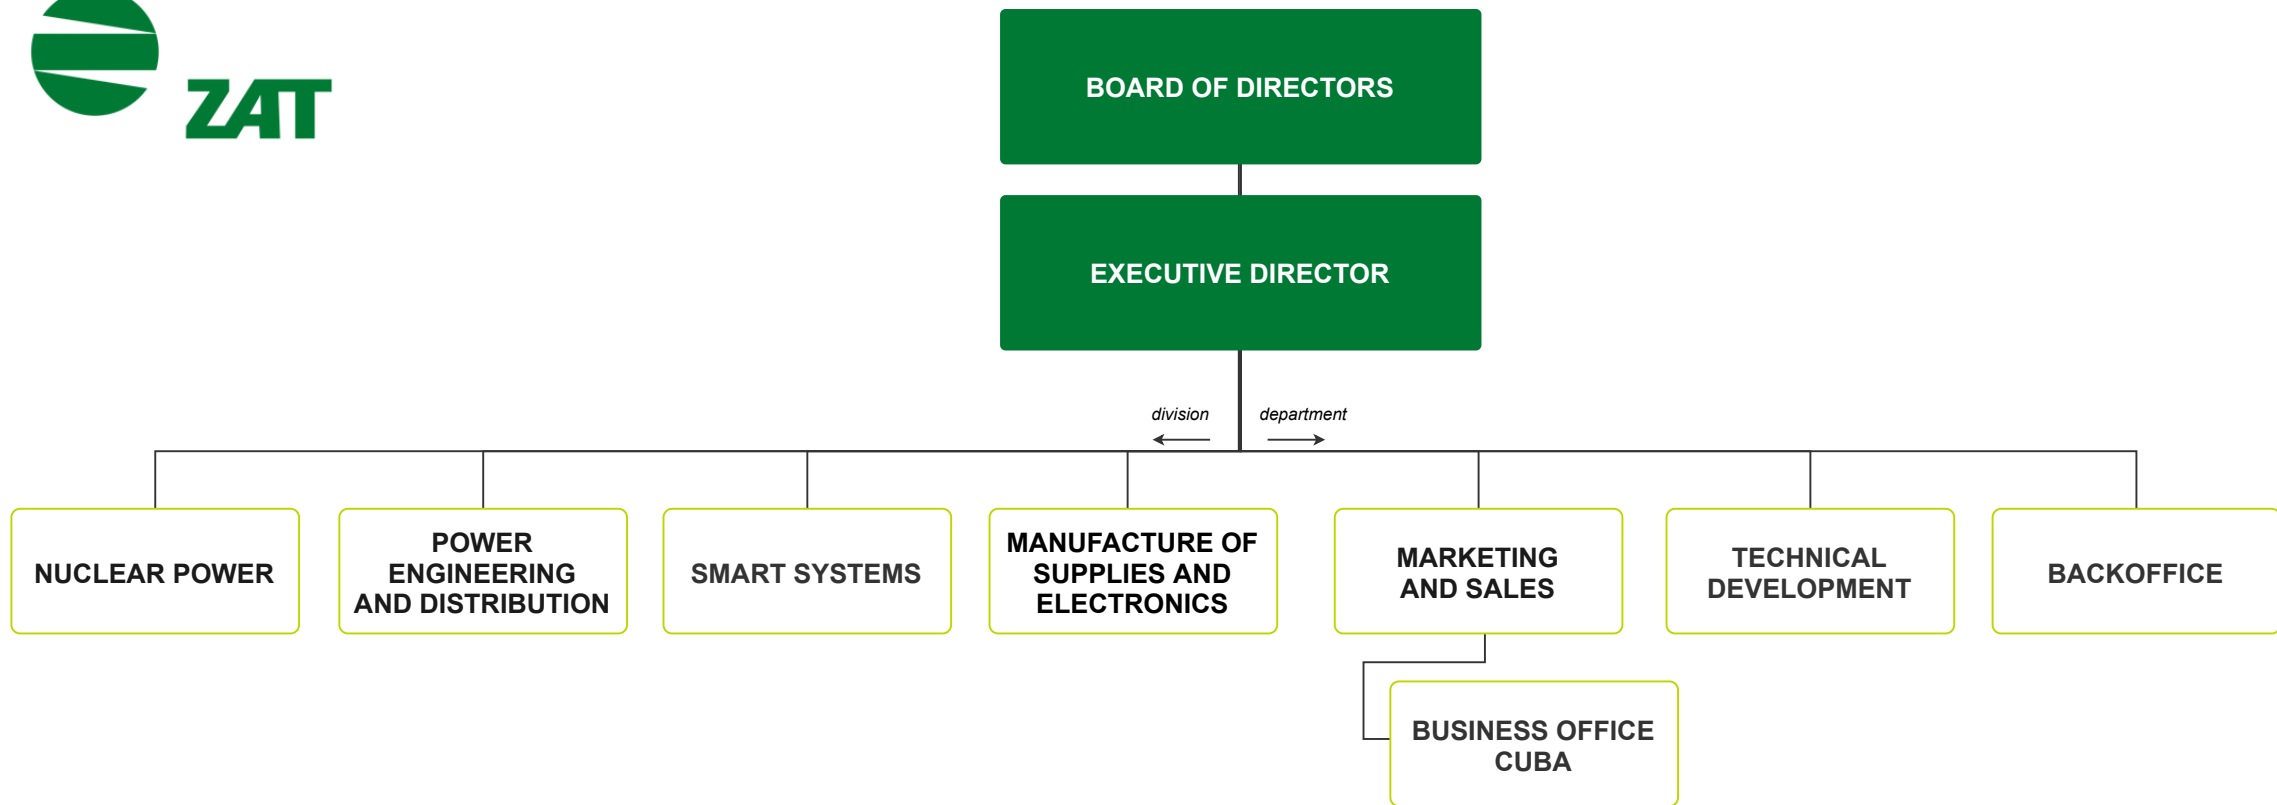 ZAT
BOARD OF DIRECTORS
EXECUTIVE DIRECTOR
division
department
NUCLEAR POWER
POWER
ENGINEERING
AND DISTRIBUTION
SMART SYSTEMS
MANUFACTURE OF
SUPPLIES AND
ELECTRONICS
MARKETING
AND SALES
TECHNICAL
DEVELOPMENT
BACKOFFICE
BUSINESS OFFICE
CUBA